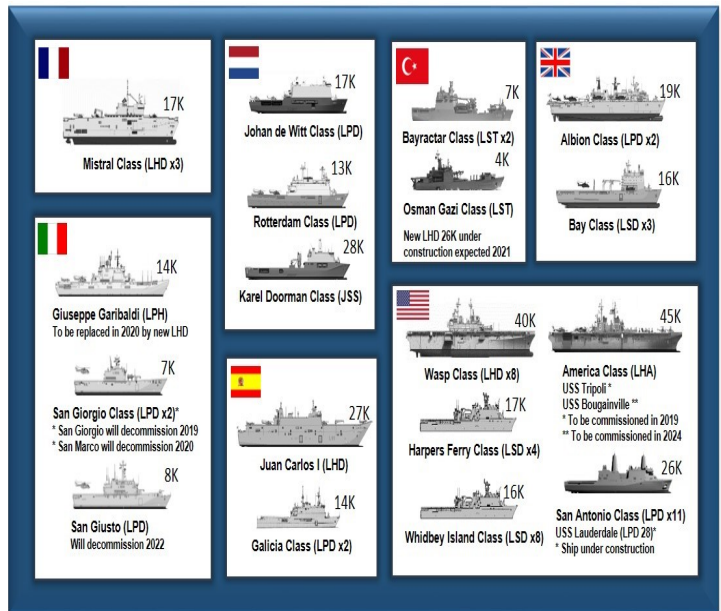 17K
Mistral Class (LHD x3)
14K
Giuseppe Garibaldi (LPH)
To be replaced in 2020 by new LHD
7K
San Giorgio Class (LPD x2)*
* San Giorgio will decommission 2019
* San Marco will decommission 2020
8K
San Giusto (LPD)
Will decommission 2022
17K
Johan de Witt Class (LPD)
13K
Rotterdam Class (LPD)
28K
Karel Doorman Class (JSS)
27K
Juan Carlos I (LHD)
14K
Galicia Class (LPD x2)
7K
Bayractar Class (LST x2)
4K
Osman Gazi Class (LST)
New LHD 26K under
construction expected 2021
19K
Albion Class (LPD x2)
16K
Bay Class (LSD x3)
40K
Wasp Class (LHD x8)
17K
Harpers Ferry Class (LSD x4)
16K
Whidbey Island Class (LSD x8)
45K
America Class (LHA)
USS Tripoli *
USS Bougainville **
* To be commissioned in 2019
** To be commissioned in 2024
26K
San Antonio Class (LPD x11)
USS Lauderdale (LPD 28)*
* Ship under construction